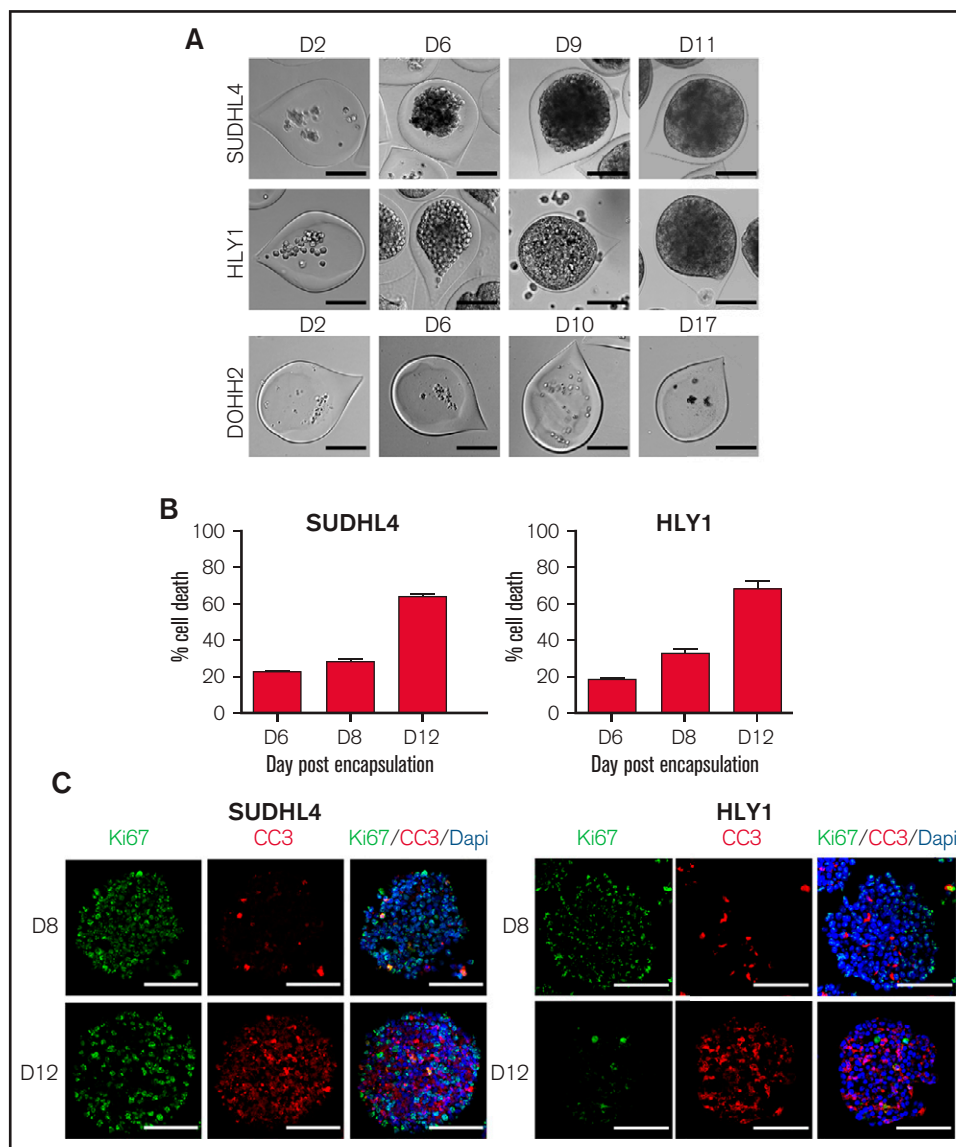 A
D2 D6 D9 D11
SUDHL4
HLY1
D2 D6 D10 D17
DOHH2
B
SUDHL4
% cell death
100
80
60
40
20
0
D6 D8 D12
Day post encapsulation
HLY1
% cell death
100
80
60
40
20
0
D6 D8 D12
Day post encapsulation
C
SUDHL4
Ki67 CC3 Ki67/CC3/Dapi
D8
D12
HLY1
Ki67 CC3 Ki67/CC3/Dapi
D8
D12